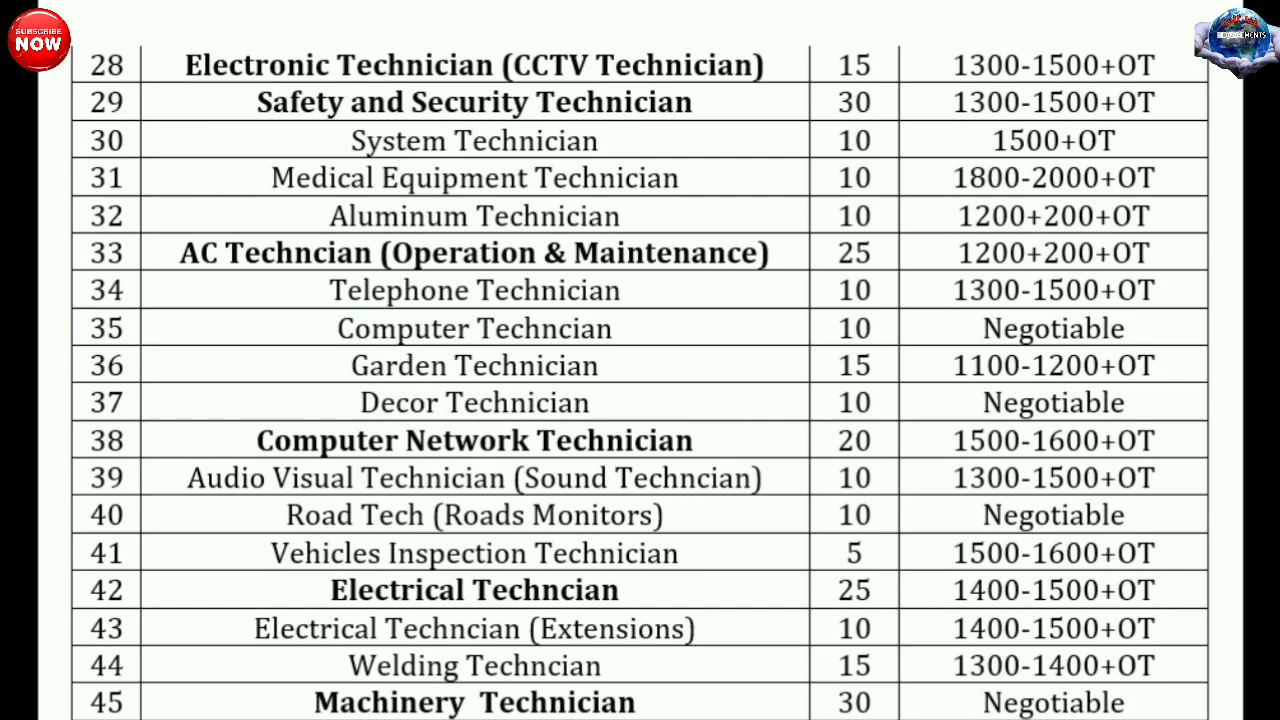 SUBSCRIBE
NOW
REQUIREMENTS
28 Electronic Technician (CCTV Technician) 15 1300-1500+OT
29 Safety and Security Technician 30 1300-1500+OT
30 System Technician 10 1500+OT
31 Medical Equipment Technician 10 1800-2000+OT
32 Aluminum Technician 10 1200+200+OT
33 AC Techncian (Operation & Maintenance) 25 1200+200+OT
34 Telephone Technician 10 1300-1500+OT
35 Computer Techncian 10 Negotiable
36 Garden Technician 15 1100-1200+OT
37 Decor Technician 10 Negotiable
38 Computer Network Technician 20 1500-1600+OT
39 Audio Visual Technician (Sound Techncian) 10 1300-1500+OT
40 Road Tech (Roads Monitors) 10 Negotiable
41 Vehicles Inspection Technician 5 1500-1600+OT
42 Electrical Techncian 25 1400-1500+OT
43 Electrical Techncian (Extensions) 10 1400-1500+OT
44 Welding Techncian 15 1300-1400+OT
45 Machinery Technician 30 Negotiable